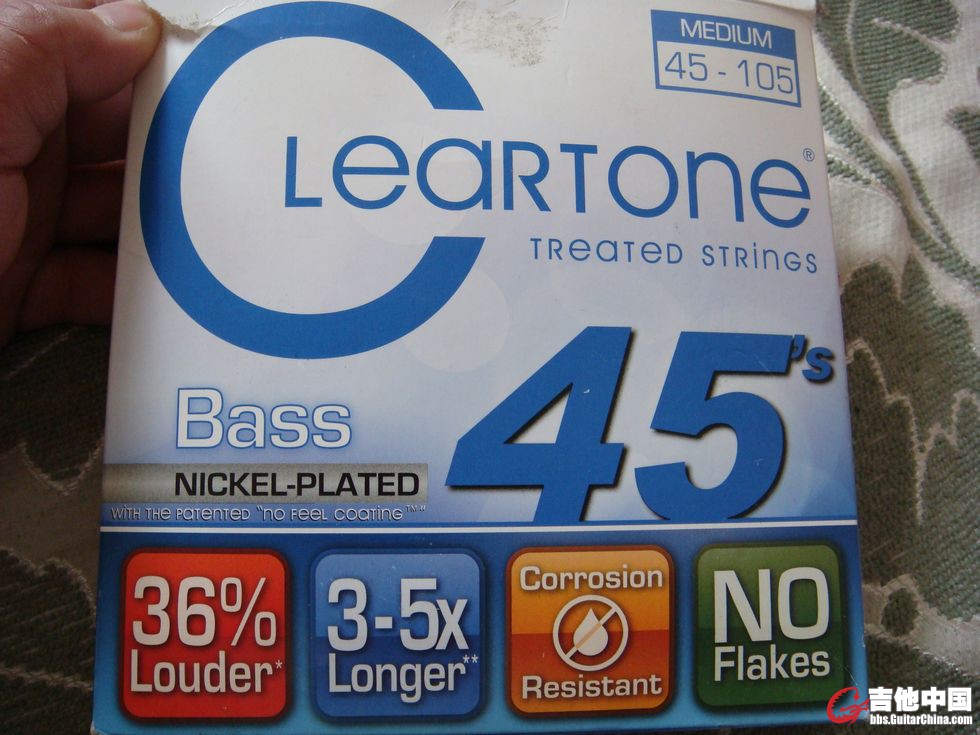 MEDIUM
45 - 105
CLEARTONE®
TREATED STRINGS
45's
Bass
NICKEL-PLATED
WITH THE PATENTED "NO FEEL COATING™"
36%
Louder*
3-5x
Longer**
Corrosion
Resistant
NO
Flakes
吉他中国
bbs.GuitarChina.com